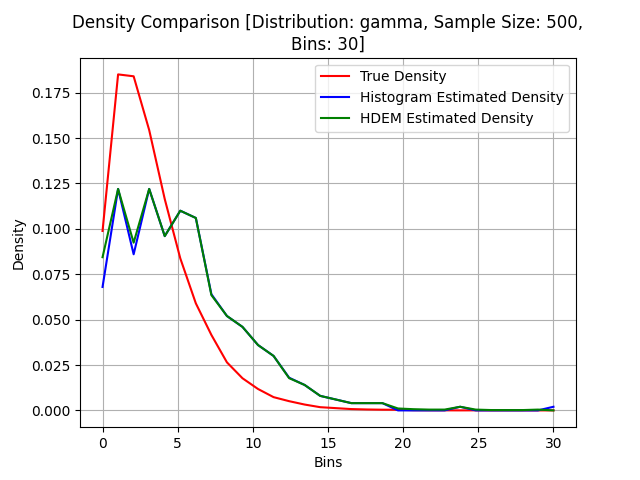 Density Comparison [Distribution: gamma, Sample Size: 500,
Bins: 30]
True Density
Histogram Estimated Density
HDEM Estimated Density
Density
0.175
0.150
0.125
0.100
0.075
0.050
0.025
0.000
0 5 10 15 20 25 30
Bins